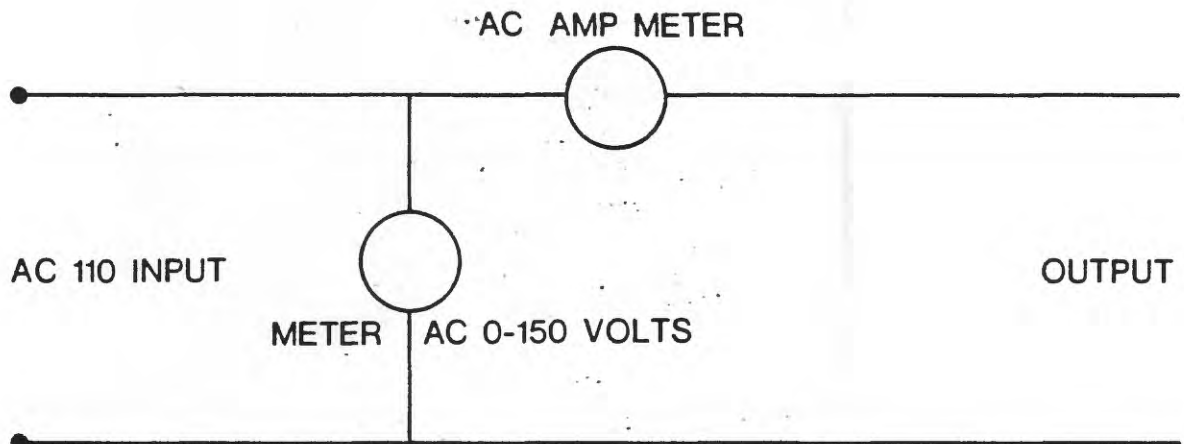 AC AMP METER
AC 110 INPUT
OUTPUT
METER AC 0-150 VOLTS